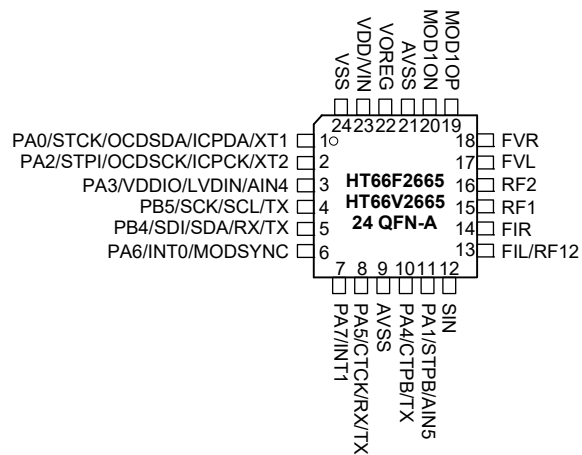 VSS
VDD/VIN
VOREG
AVSS
MOD1ON
MOD1OP
24 23 22 21 20 19
PA0/STCK/OCDSDA/ICPDA/XT1 1
PA2/STPI/OCDSCK/ICPCK/XT2 2
PA3/VDDIO/LVDIN/AIN4 3
PB5/SCK/SCL/TX 4
PB4/SDI/SDA/RX/TX 5
PA6/INT0/MODSYNC 6
HT66F2665
HT66V2665
24 QFN-A
18 FVR
17 FVL
16 RF2
15 RF1
14 FIR
13 FIL/RF12
7 8 9 10 11 12
PA7/INT1
PA5/CTCK/RX/TX
AVSS
PA4/CTPB/TX
PA1/STPB/AIN5
SIN